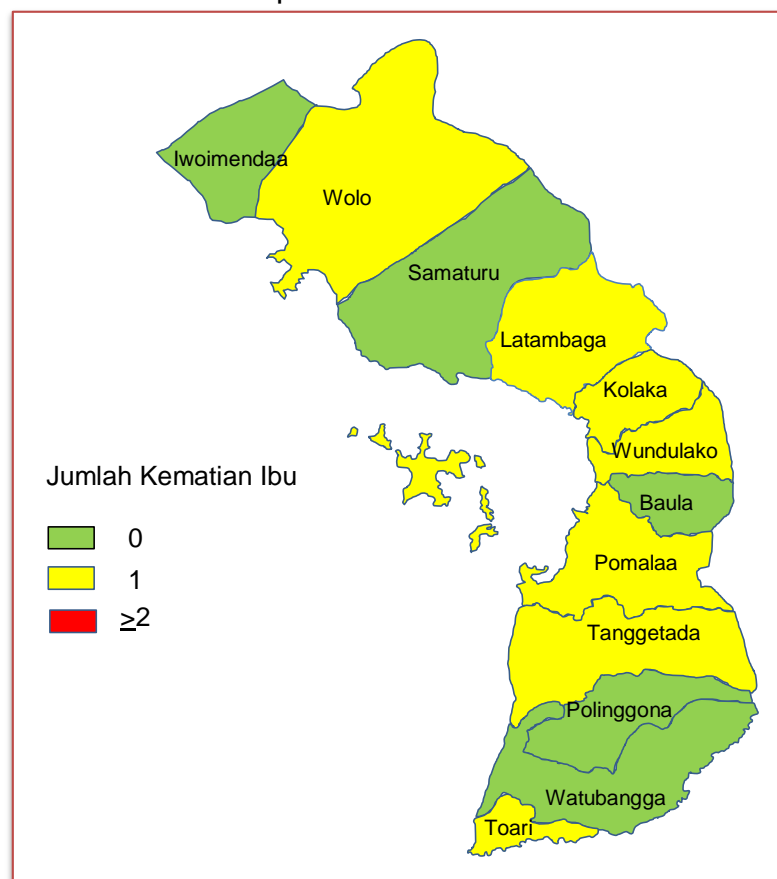 Iwoimendaa
Wolo
Samaturu
Latambaga
Kolaka
Wundulako
Jumlah Kematian Ibu
Baula
0
Pomalaa
1
≥2
Tanggetada
Polinggona
Watubangga
Toari